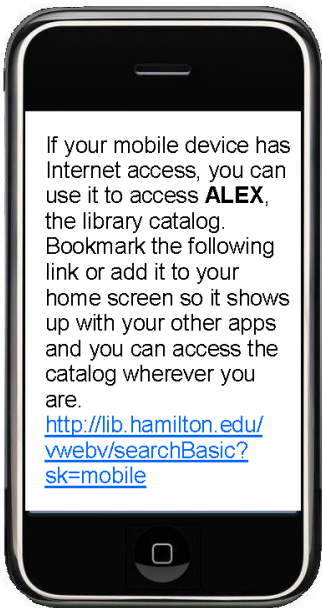 If your mobile device has
Internet access, you can
use it to access ALEX,
the library catalog.
Bookmark the following
link or add it to your
home screen so it shows
up with your other apps
and you can access the
catalog wherever you
are.
http://lib.hamilton.edu/
vwebv/searchBasic?
sk=mobile